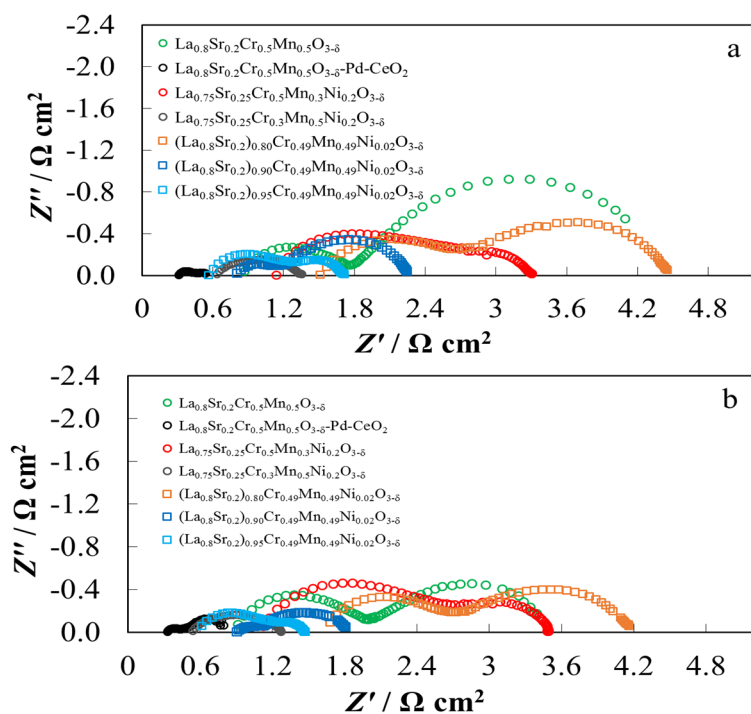 -2.4
-2.0
-1.6
-1.2
-0.8
-0.4
0.0
Z'' / Ω cm²
a
La₀.₈Sr₀.₂Cr₀.₅Mn₀.₅O₃₋δ
La₀.₈Sr₀.₂Cr₀.₅Mn₀.₅O₃₋δ-Pd-CeO₂
La₀.₇₅Sr₀.₂₅Cr₀.₅Mn₀.₃Ni₀.₂O₃₋δ
La₀.₇₅Sr₀.₂₅Cr₀.₃Mn₀.₅Ni₀.₂O₃₋δ
(La₀.₈Sr₀.₂)₀.₈₀Cr₀.₄₉Mn₀.₄₉Ni₀.₀₂O₃₋δ
(La₀.₈Sr₀.₂)₀.₉₀Cr₀.₄₉Mn₀.₄₉Ni₀.₀₂O₃₋δ
(La₀.₈Sr₀.₂)₀.₉₅Cr₀.₄₉Mn₀.₄₉Ni₀.₀₂O₃₋δ
0 0.6 1.2 1.8 2.4 3 3.6 4.2 4.8
Z' / Ω cm²
-2.4
-2.0
-1.6
-1.2
-0.8
-0.4
0.0
Z'' / Ω cm²
b
La₀.₈Sr₀.₂Cr₀.₅Mn₀.₅O₃₋δ
La₀.₈Sr₀.₂Cr₀.₅Mn₀.₅O₃₋δ-Pd-CeO₂
La₀.₇₅Sr₀.₂₅Cr₀.₅Mn₀.₃Ni₀.₂O₃₋δ
La₀.₇₅Sr₀.₂₅Cr₀.₃Mn₀.₅Ni₀.₂O₃₋δ
(La₀.₈Sr₀.₂)₀.₈₀Cr₀.₄₉Mn₀.₄₉Ni₀.₀₂O₃₋δ
(La₀.₈Sr₀.₂)₀.₉₀Cr₀.₄₉Mn₀.₄₉Ni₀.₀₂O₃₋δ
(La₀.₈Sr₀.₂)₀.₉₅Cr₀.₄₉Mn₀.₄₉Ni₀.₀₂O₃₋δ
0 0.6 1.2 1.8 2.4 3 3.6 4.2 4.8
Z' / Ω cm²